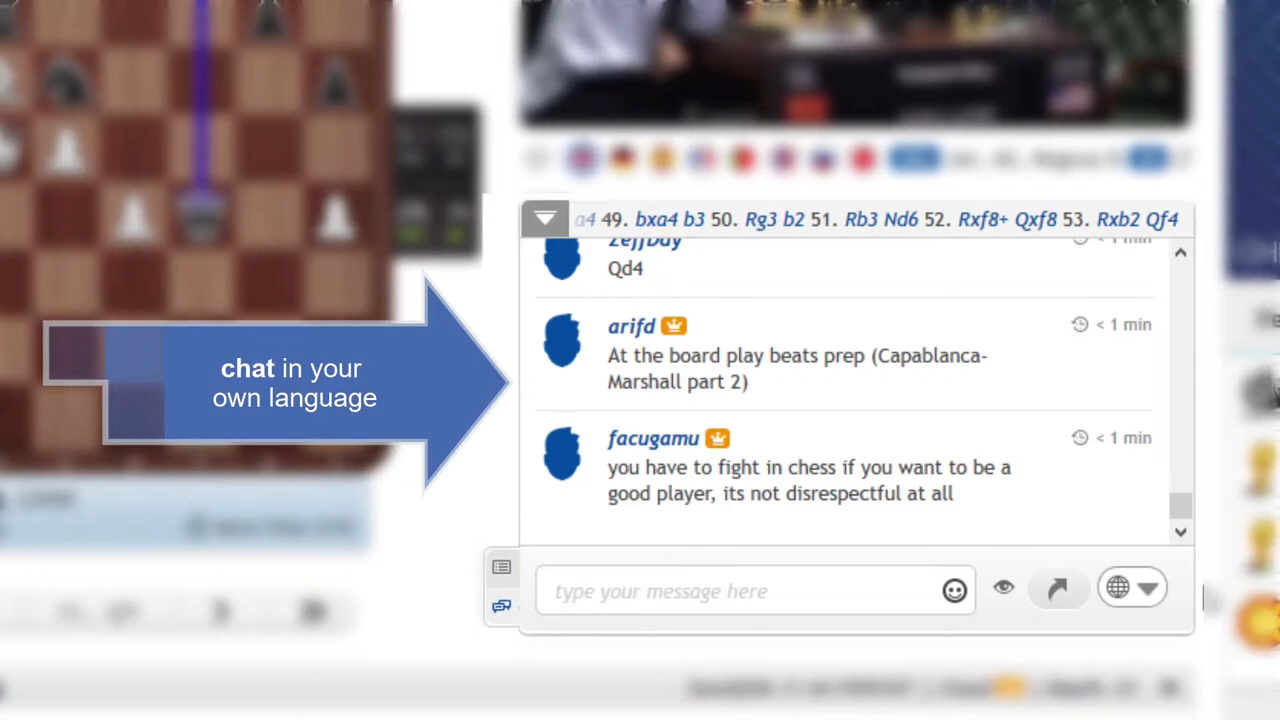 a4 49. bxa4 b3 50. Rg3 b2 51. Rb3 Nd6 52. Rxf8+ Qxf8 53. Rxb2 Qf4
zeffDay
Qd4
arifd
< 1 min
At the board play beats prep (Capablanca-
Marshall part 2)
chat in your
own language
facugamu
< 1 min
you have to fight in chess if you want to be a
good player, its not disrespectful at all
type your message here